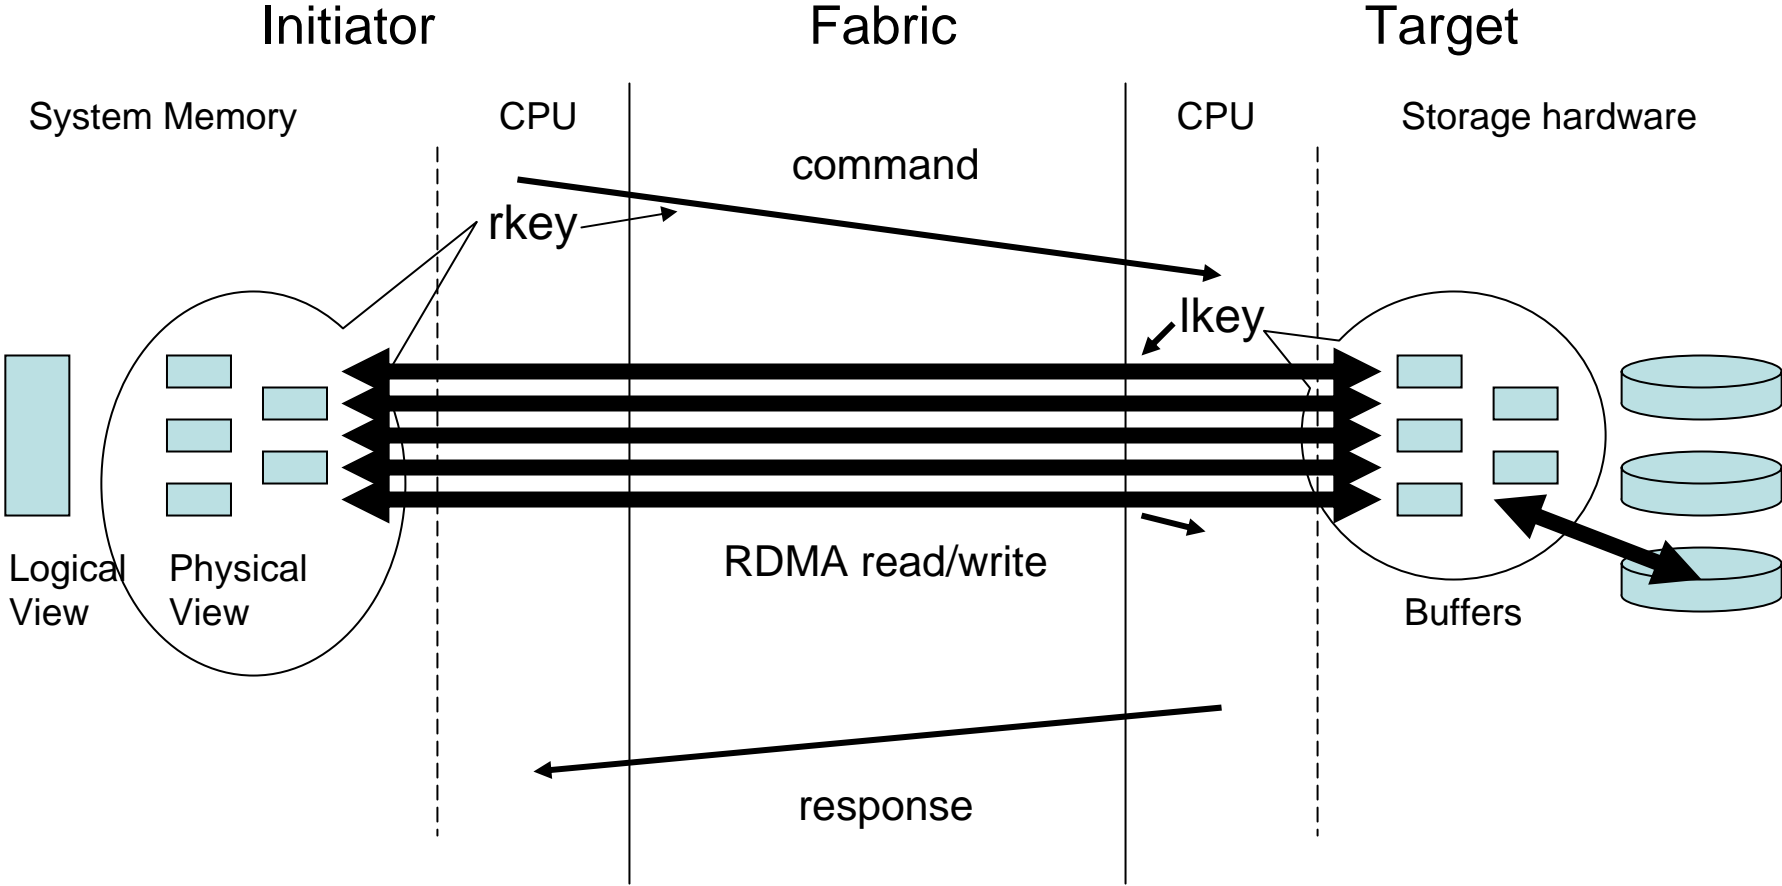 Initiator
Fabric
Target
System Memory
CPU
CPU
Storage hardware
command
rkey
lkey
RDMA read/write
Logical
View
Physical
View
Buffers
response